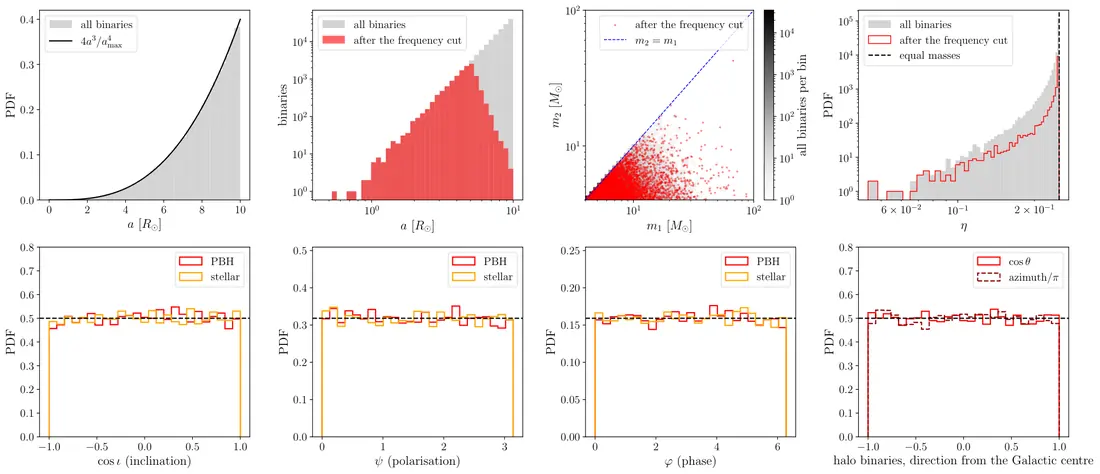 all binaries
4a³/a⁴max
PDF
0.4
0.3
0.2
0.1
0.0
0 2 4 6 8 10
a [R☉]
all binaries
after the frequency cut
binaries
10⁴
10³
10²
10¹
10⁰
10⁰ 10¹
a [R☉]
after the frequency cut
m₂ = m₁
m₂ [M☉]
10²
10¹
10¹ 10²
m₁ [M☉]
10⁴
10³
10²
10¹
10⁰
all binaries per bin
all binaries
after the frequency cut
equal masses
PDF
10⁵
10⁴
10³
10²
10¹
10⁰
6 × 10⁻² 10⁻¹ 2 × 10⁻¹
η
PBH
stellar
PDF
0.8
0.7
0.6
0.5
0.4
0.3
0.2
0.1
0.0
−1.0 −0.5 0.0 0.5 1.0
cos ι (inclination)
PBH
stellar
PDF
0.5
0.4
0.3
0.2
0.1
0.0
0 1 2 3
ψ (polarisation)
PBH
stellar
PDF
0.25
0.20
0.15
0.10
0.05
0.00
0 2 4 6
φ (phase)
cos θ
azimuth/π
PDF
0.8
0.7
0.6
0.5
0.4
0.3
0.2
0.1
0.0
−1.0 −0.5 0.0 0.5 1.0
halo binaries, direction from the Galactic centre